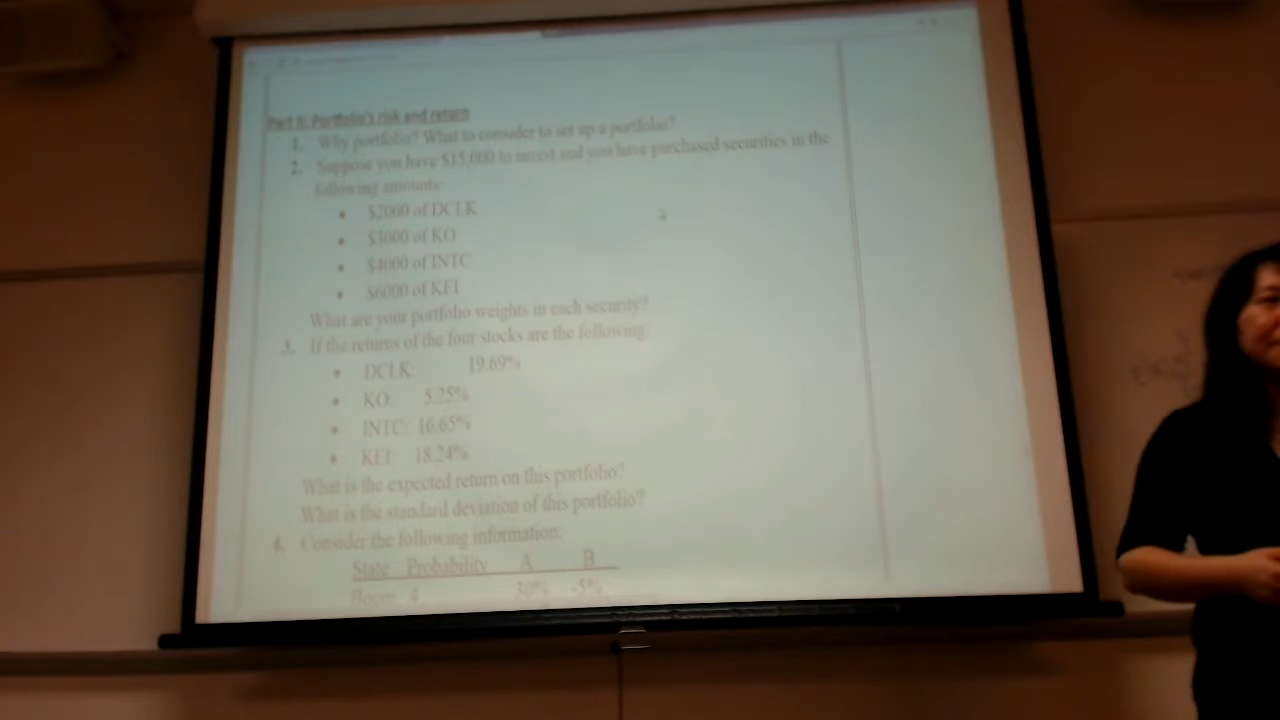 Part II: Portfolio's risk and return
1. Why portfolio? What to consider to set up a portfolio?
2. Suppose you have $15,000 to invest and you have purchased securities in the
following amounts:
• $2000 of DCLK
• $3000 of KO
• $4000 of INTC
• $6000 of KEI
What are your portfolio weights in each security?
3. If the returns of the four stocks are the following:
• DCLK: 19.69%
• KO: 5.25%
• INTC: 16.65%
• KEI: 18.24%
What is the expected return on this portfolio?
What is the standard deviation of this portfolio?
4. Consider the following information:
State Probability A B
Boom .4 -5%